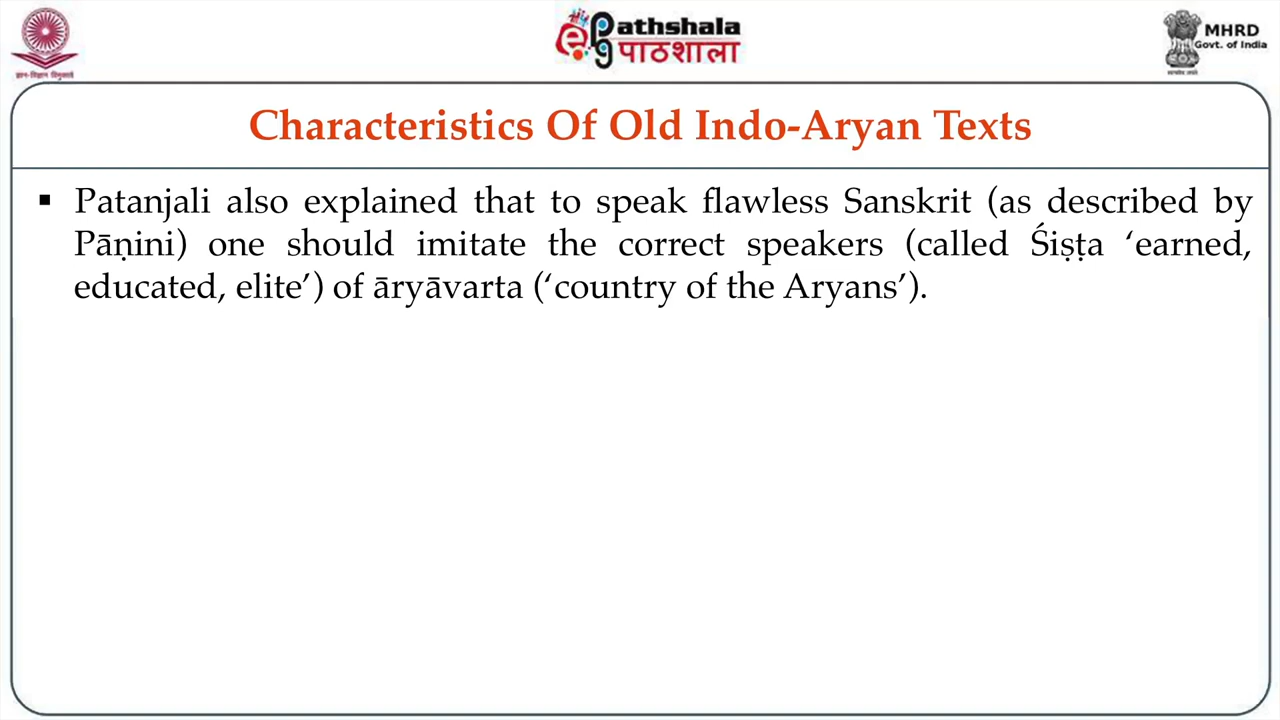 ज्ञान-विज्ञान विमुक्तये
ePathshala
पाठशाला
MHRD
Govt. of India
Characteristics Of Old Indo-Aryan Texts
▪ Patanjali also explained that to speak flawless Sanskrit (as described by
Pāṇini) one should imitate the correct speakers (called Śiṣṭa ‘earned,
educated, elite’) of āryāvarta (‘country of the Aryans’).